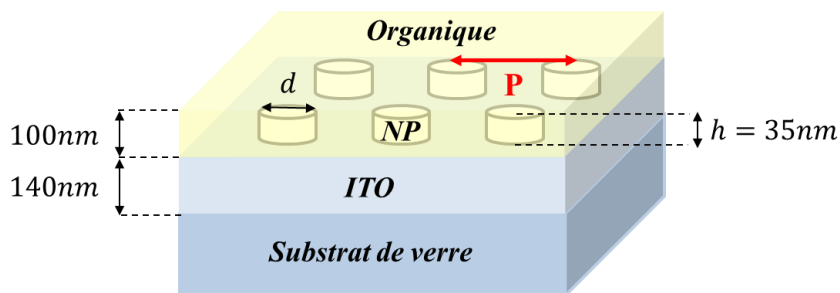 Organique
P
d
100nm
NP
h = 35nm
140nm
ITO
Substrat de verre